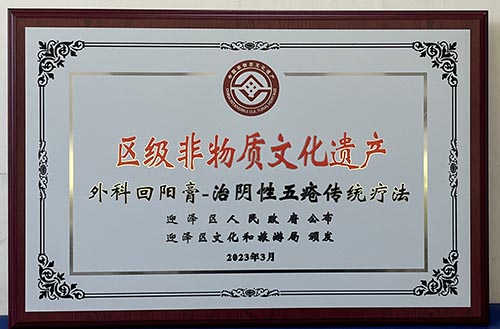 区级非物质文化遗产
外科回阳膏-治阴性五疮传统疗法
迎泽区人民政府 公布
迎泽区文化和旅游局 颁发
2023年3月